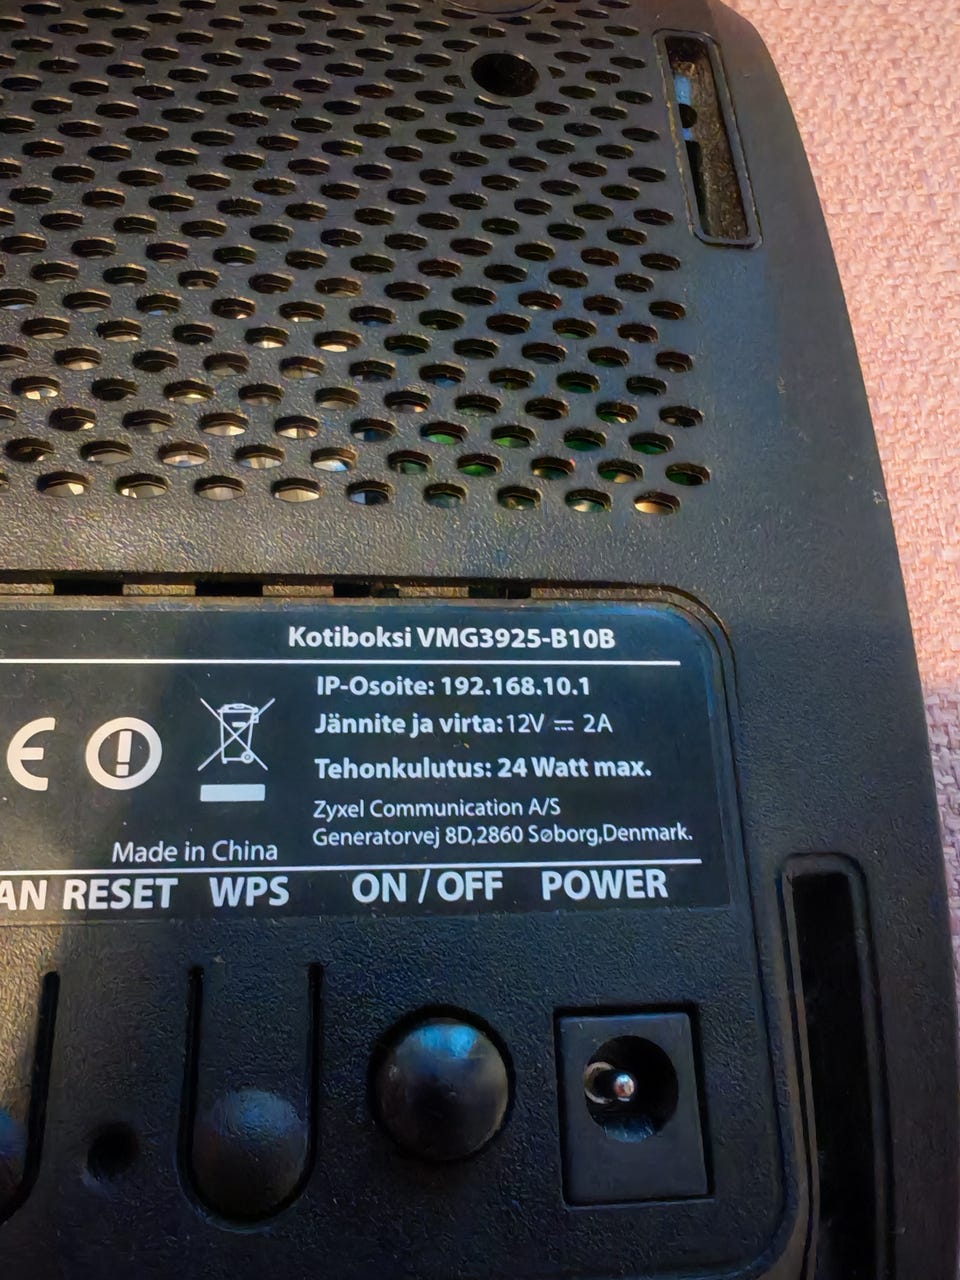 Kotiboksi VMG3925-B10B
IP-Osoite: 192.168.10.1
Jännite ja virta:12V ⎓ 2A
Tehonkulutus: 24 Watt max.
Zyxel Communication A/S
Generatorvej 8D,2860 Søborg,Denmark.
Made in China
AN RESET WPS ON / OFF POWER